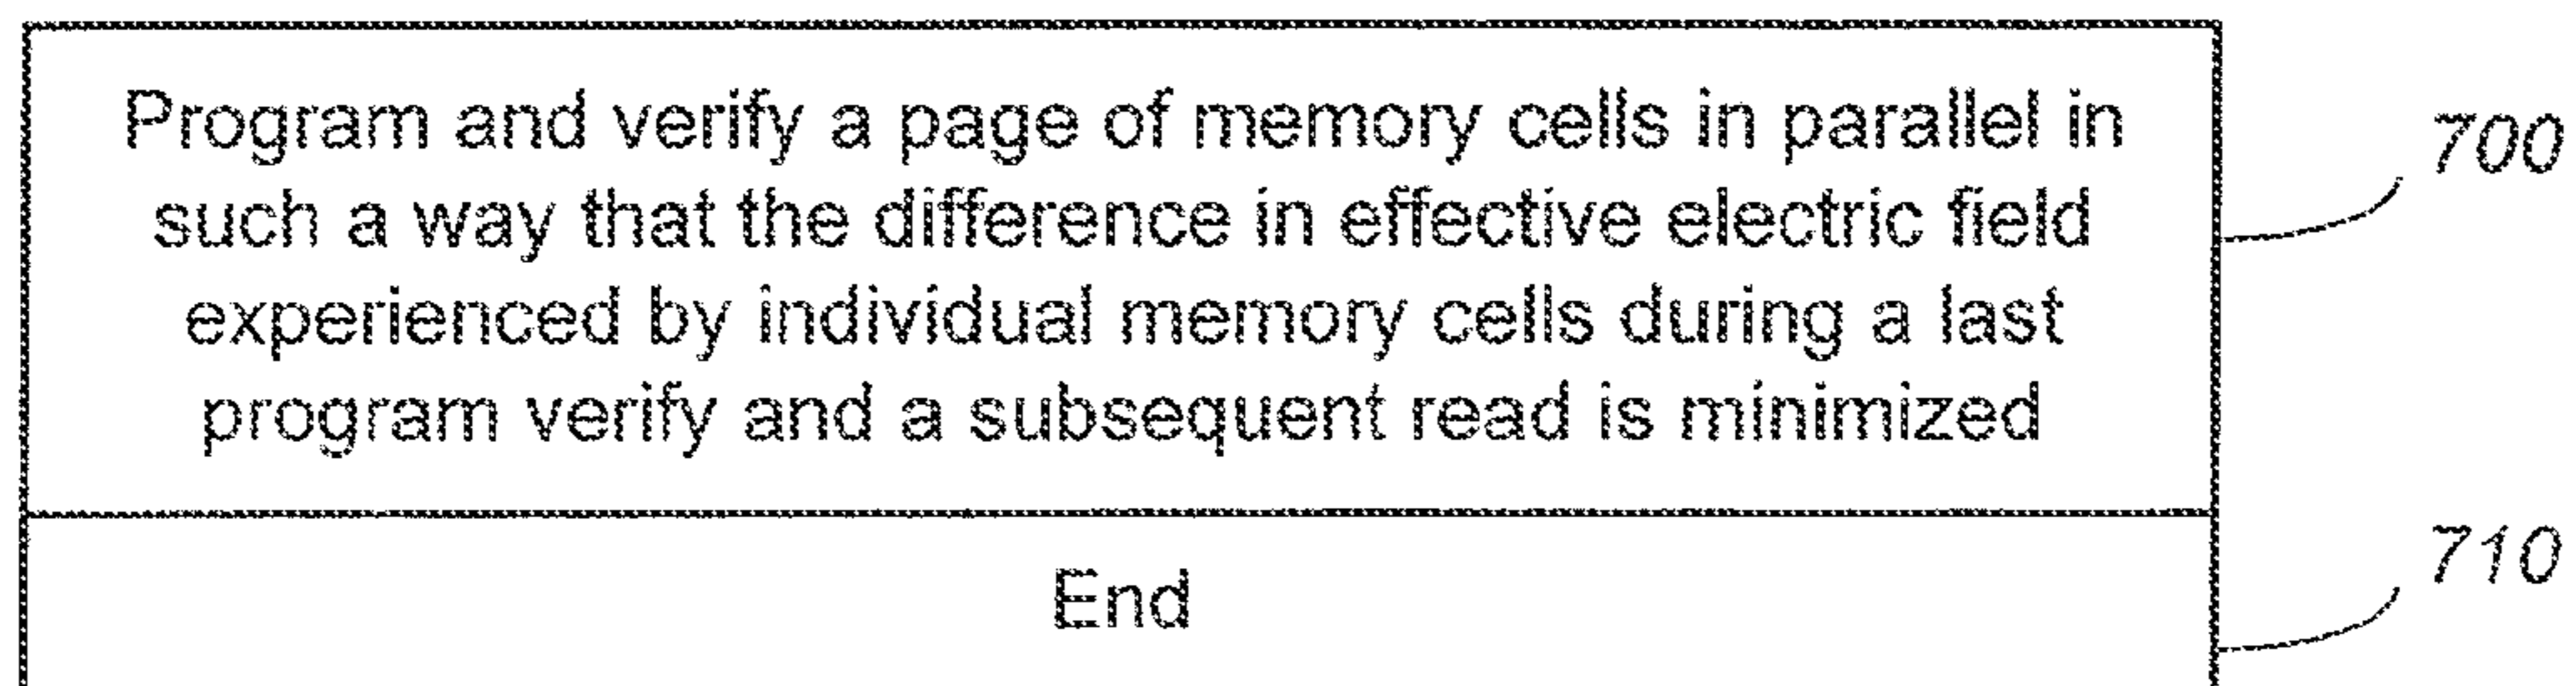 Program and verify a page of memory cells in parallel in
such a way that the difference in effective electric field
experienced by individual memory cells during a last
program verify and a subsequent read is minimized
700
End
710